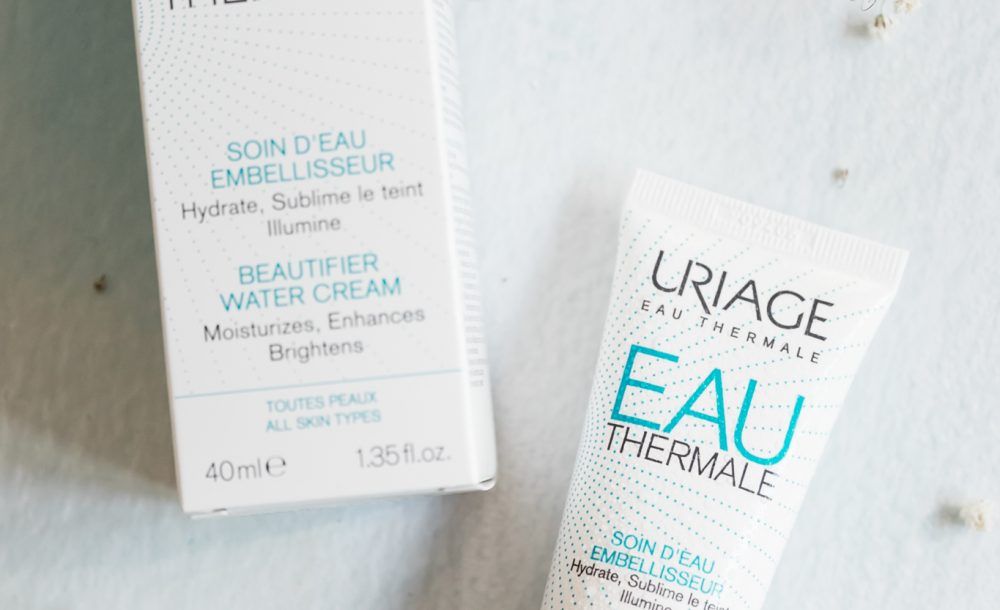 SOIN D'EAU
EMBELLISSEUR
Hydrate, Sublime le teint
Illumine
BEAUTIFIER
WATER CREAM
Moisturizes, Enhances
Brightens
TOUTES PEAUX
ALL SKIN TYPES
40ml℮ 1.35 fl.oz.
URIAGE
EAU THERMALE
EAU
THERMALE
SOIN D'EAU
EMBELLISSEUR
Hydrate, Sublime le teint
Illumine